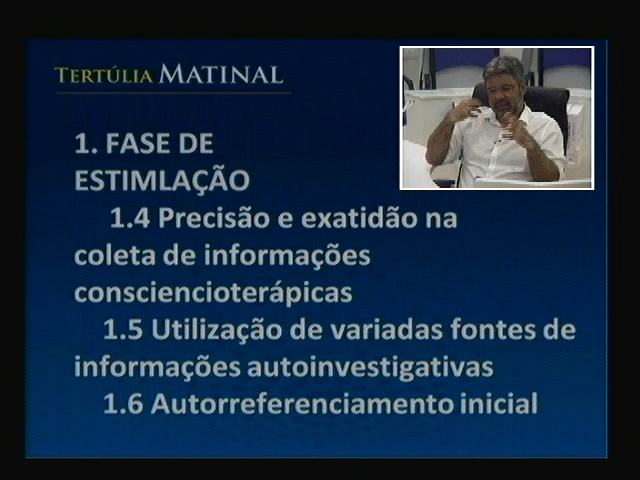 TERTÚLIA MATINAL
1. FASE DE
ESTIMLAÇÃO
1.4 Precisão e exatidão na
coleta de informações
consciencioterápicas
1.5 Utilização de variadas fontes de
informações autoinvestigativas
1.6 Autorreferenciamento inicial